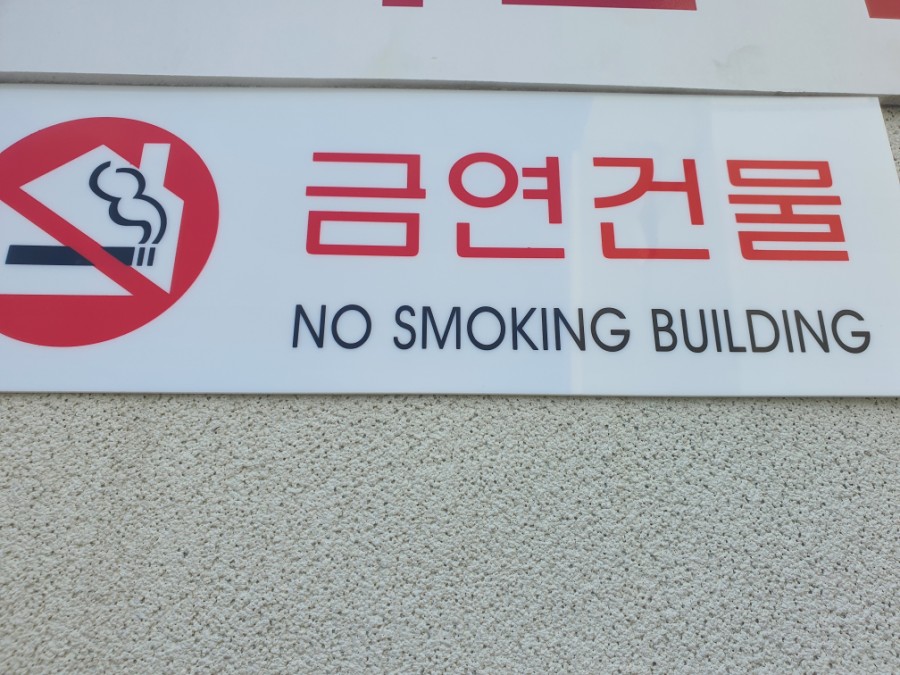 금연건물
NO SMOKING BUILDING